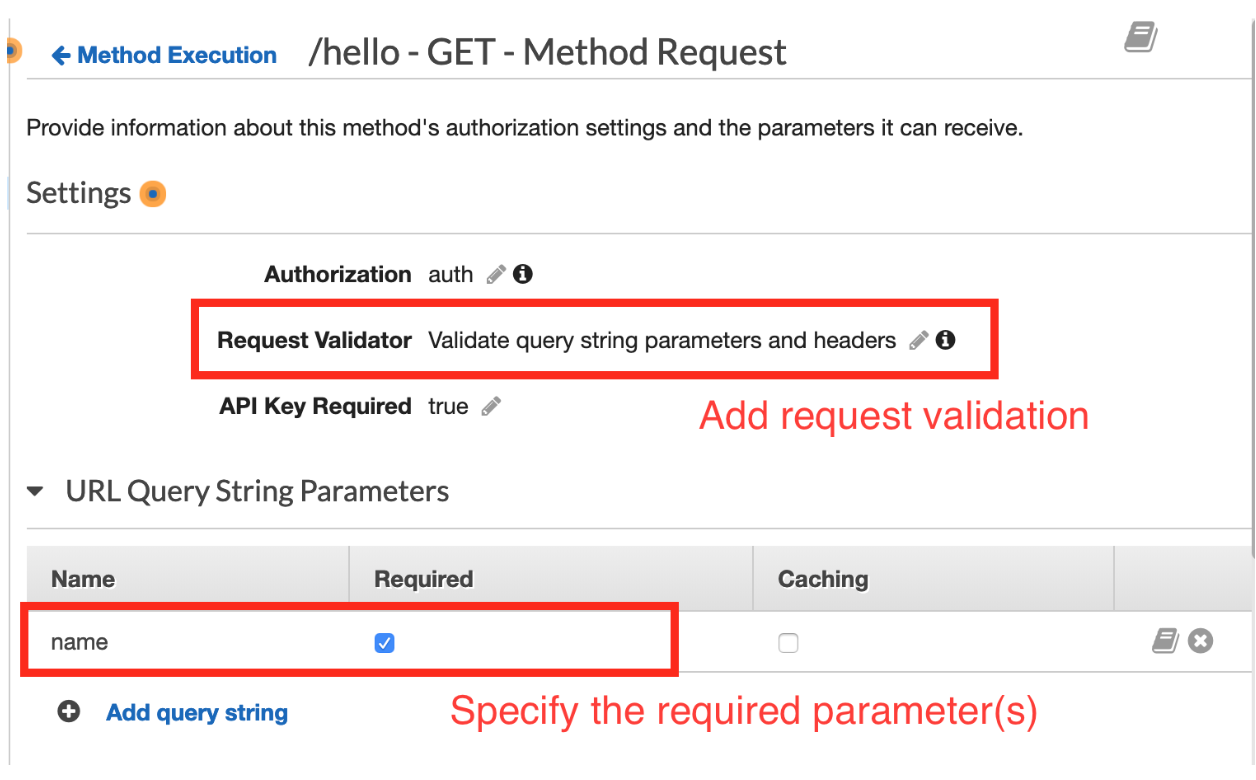 Method Execution /hello - GET - Method Request
Provide information about this method's authorization settings and the parameters it can receive.
Settings
Authorization auth
Request Validator Validate query string parameters and headers
API Key Required true
Add request validation
URL Query String Parameters
Name Required Caching
name
Add query string
Specify the required parameter(s)